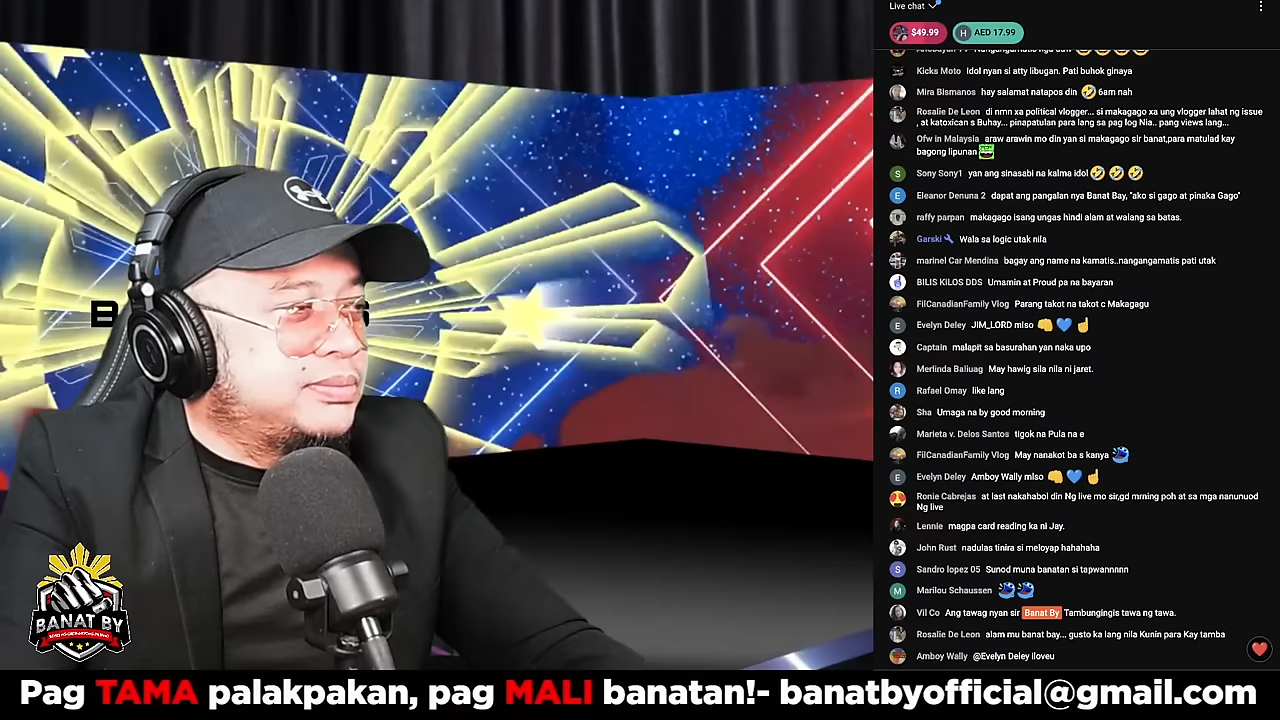 Live chat
$49.99
H AED 17.99
Kicks Moto Idol nyan si atty libugan. Pati buhok ginaya
Mira Bismanos hay salamat natapos din 🤣 6am nah
Rosalie De Leon di nmn xa political vlogger... si makagago xa ung vlogger lahat ng issue
,at katoxican s Buhay... pinapatulan para lang sa pag log Nia.. pang views lang...
Ofw in Malaysia araw arawin mo din yan si makagago sir banat,para matulad kay
bagong lipunan
S Sony Sony1 yan ang sinasabi na kalma idol 🤣 🤣 🤣
E Eleanor Denuna 2 dapat ang pangalan nya Banat Bay, "ako si gago at pinaka Gago"
raffy parpan makagago isang ungas hindi alam at walang sa batas.
Garski Wala sa logic utak nila
marinel Car Mendina bagay ang name na kamatis..nangangamatis pati utak
BILIS KiLOS DDS Umamin at Proud pa na bayaran
FilCanadianFamily Vlog Parang takot na takot c Makagagu
E Evelyn Deley JIM_LORD mIso 👊 💙 ☝
Captain malapit sa basurahan yan naka upo
Merlinda Baliuag May hawig sila nila ni jaret.
R Rafael Omay like lang
Sha Umaga na by good morning
Marieta v. Delos Santos tigok na Pula na e
FilCanadianFamily Vlog May nanakot ba s kanya
E Evelyn Deley Amboy Wally mIso 👊 💙 ☝
Ronie Cabrejas at last nakahabol din Ng live mo sir,gd mrning poh at sa mga nanunuod
Ng live
Lennie magpa card reading ka ni Jay.
John Rust nadulas tinira si meloyap hahahaha
S Sandro lopez 05 Sunod muna banatan si tapwannnnn
M Marilou Schaussen
Vil Co Ang tawag nyan sir Banat By Tambungingis tawa ng tawa.
Rosalie De Leon alam mu banat bay... gusto ka lang nila Kunin para Kay tamba
Amboy Wally @Evelyn Deley Iloveu
B
BANAT BY
Pag TAMA palakpakan, pag MALI banatan!- banatbyofficial@gmail.com